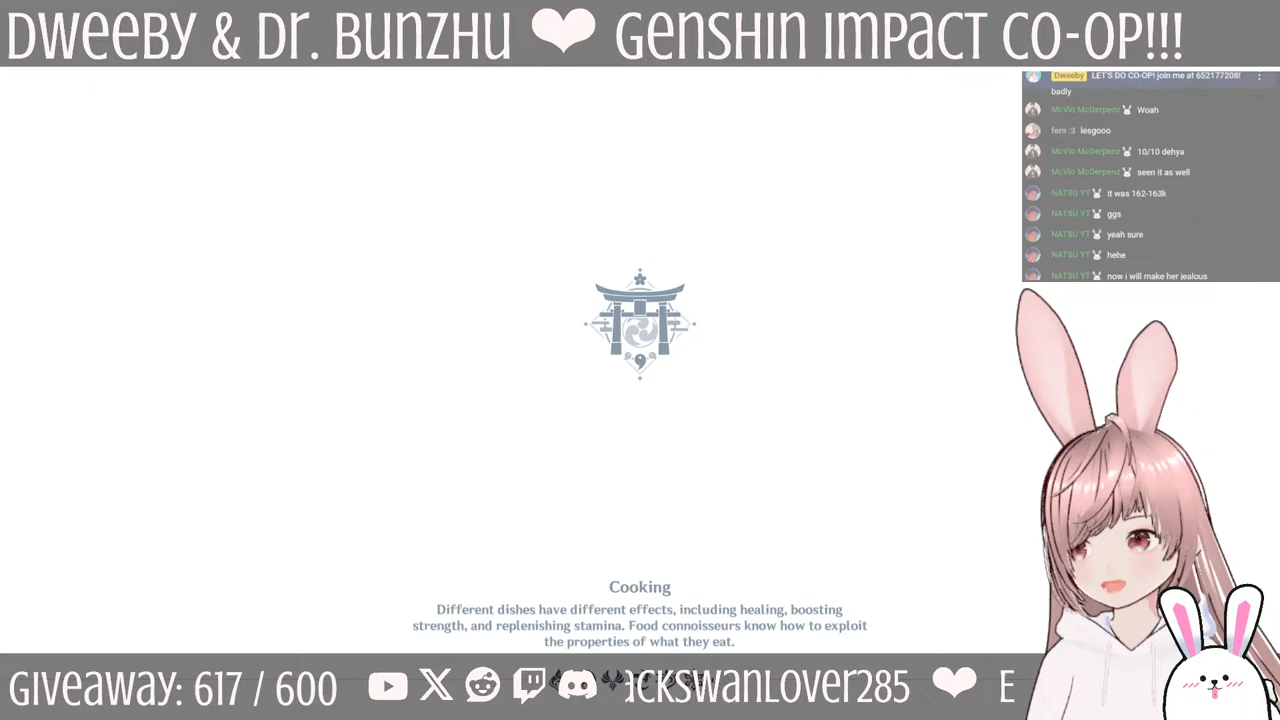 Dweeby & Dr. Bunzhu ❤ Genshin Impact Co-op!!!
Dweeby LET'S DO CO-OP! join me at 652177208!
badly
McVio McDerpenz Woah
fern :3 lesgooo
McVio McDerpenz 10/10 dehya
McVio McDerpenz seen it as well
NATSU YT it was 162-163k
NATSU YT ggs
NATSU YT yeah sure
NATSU YT hehe
NATSU YT now i will make her jealous
Cooking
Different dishes have different effects, including healing, boosting
strength, and replenishing stamina. Food connoisseurs know how to exploit
the properties of what they eat.
Giveaway: 617 / 600 ackswanlover285 ❤ E